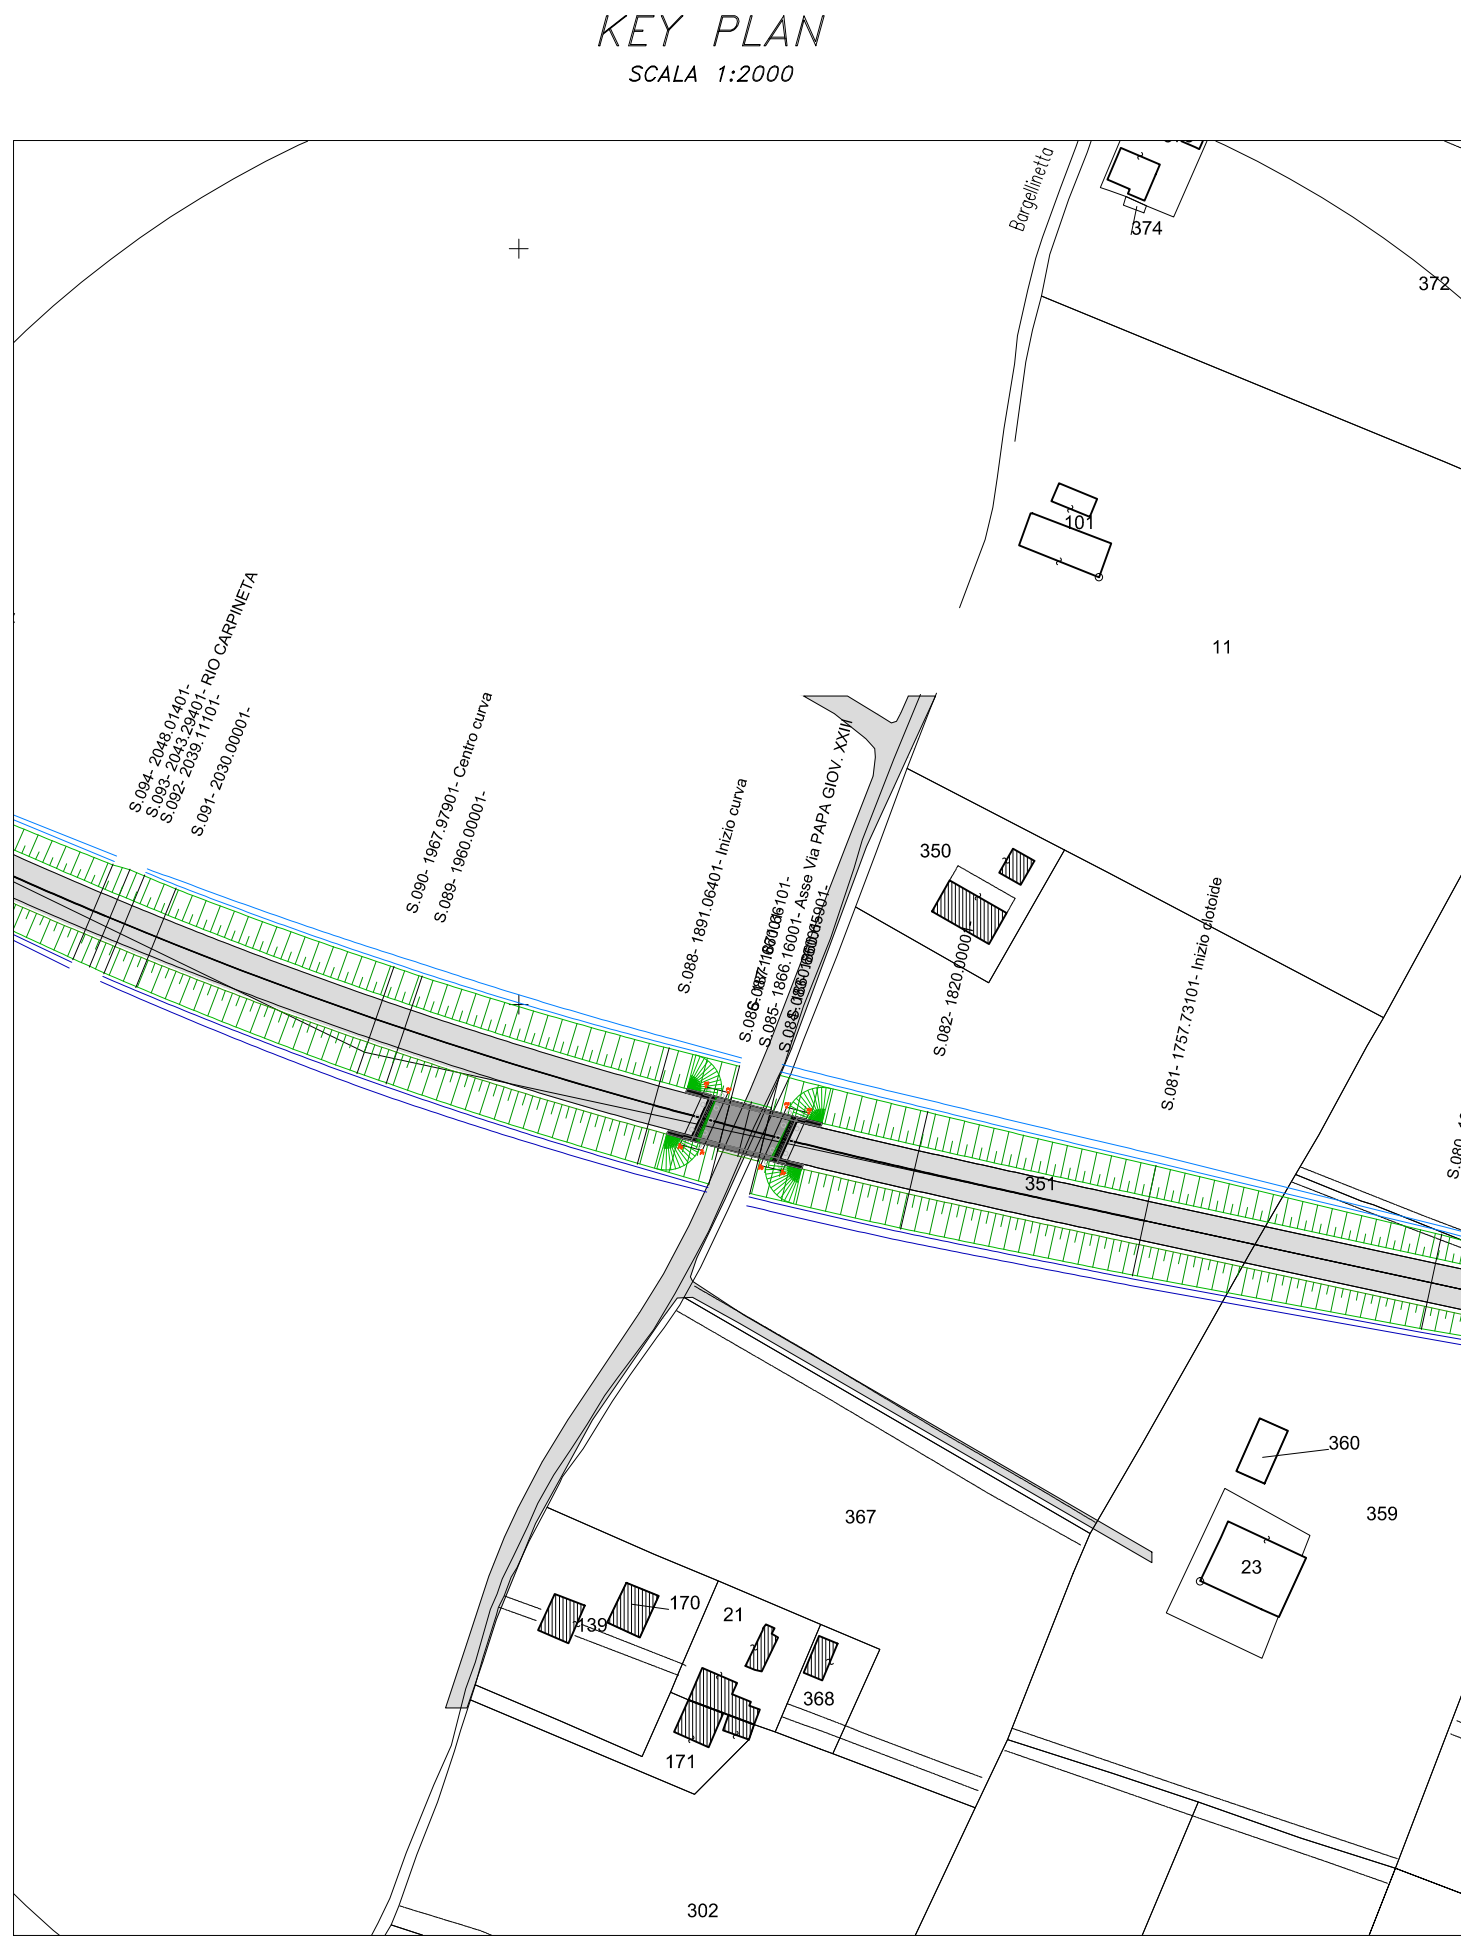 KEY PLAN
SCALA 1:2000
Bargellinetta
374
372
101
11
S.094- 2048.01401-
S.093- 2043.29401- RIO CARPINETA
S.092- 2039.11101-
S.091- 2030.00001-
S.090- 1967.97901- Centro curva
S.089- 1960.00001-
S.088- 1891.06401- Inizio curva
S.085- 1866.16001- Asse Via PAPA GIOV. XXIII
350
S.082- 1820.00001-
S.081- 1757.73101- Inizio clotoide
S.080-
351
360
359
367
23
170
139
21
368
171
302